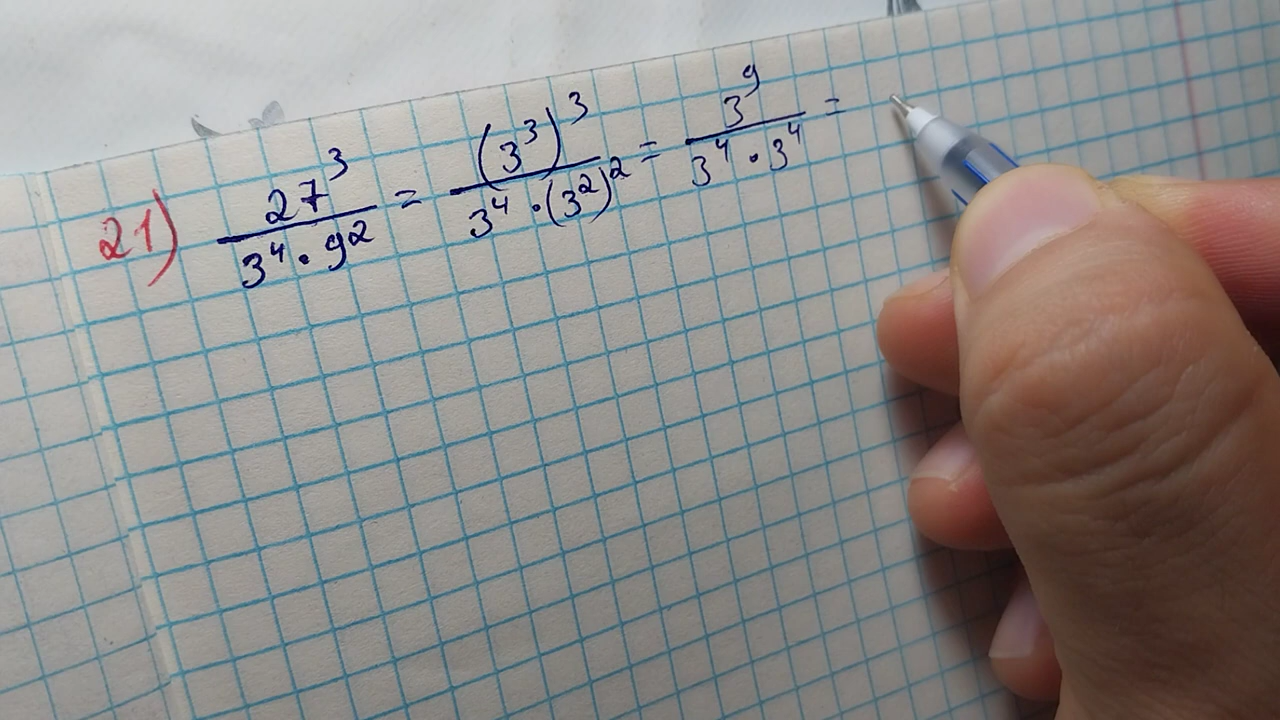 21) 27³/(3⁴ · 9²) = (3³)³/(3⁴ · (3²)²) = 3⁹/(3⁴ · 3⁴) =